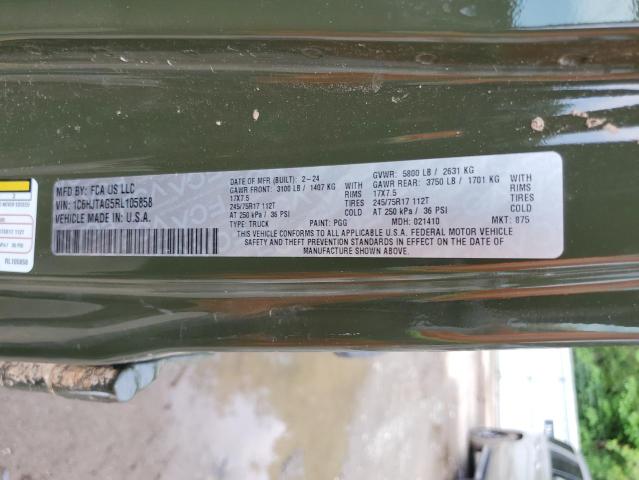 MFD BY: FCA US LLC
VIN: 1C6HJTAG5RL105858
VEHICLE MADE IN U.S.A.
DATE OF MFR (BUILT): 2-24
GAWR FRONT: 3100 LB / 1407 KG
WITH RIMS
17X7.5
245/75R17 112T
AT 250 kPa / 36 PSI
TYPE: TRUCK
GVWR: 5800 LB / 2631 KG
GAWR REAR: 3750 LB / 1701 KG
WITH RIMS
17X7.5
245/75R17 112T
AT 250 kPa / 36 PSI
PAINT: PGG
MDH: 021410
MKT: 875
THIS VEHICLE CONFORMS TO ALL APPLICABLE U.S.A. FEDERAL MOTOR VEHICLE
SAFETY AND THEFT PREVENTION STANDARDS IN EFFECT ON THE DATE OF
MANUFACTURE SHOWN ABOVE.
RL105858